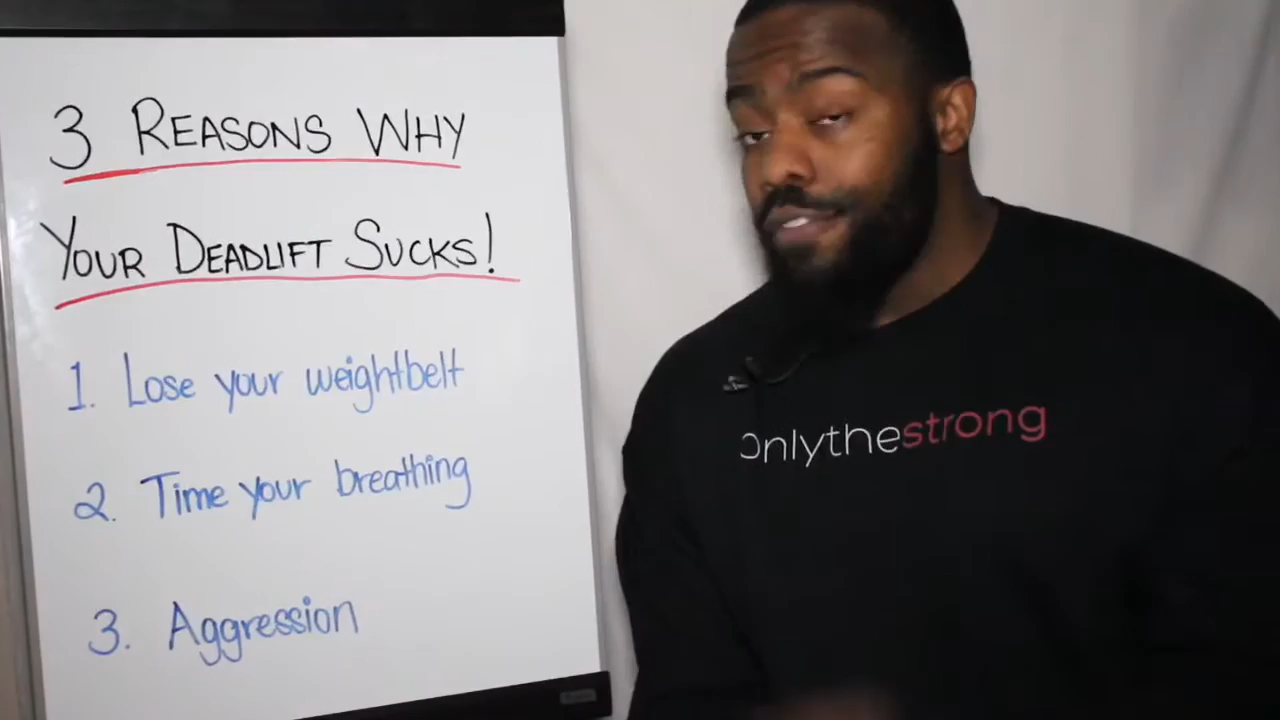 3 REASONS WHY
YOUR DEADLIFT SUCKS!
1. Lose your weightbelt
2. Time your breathing
3. Aggression
onlythestrong